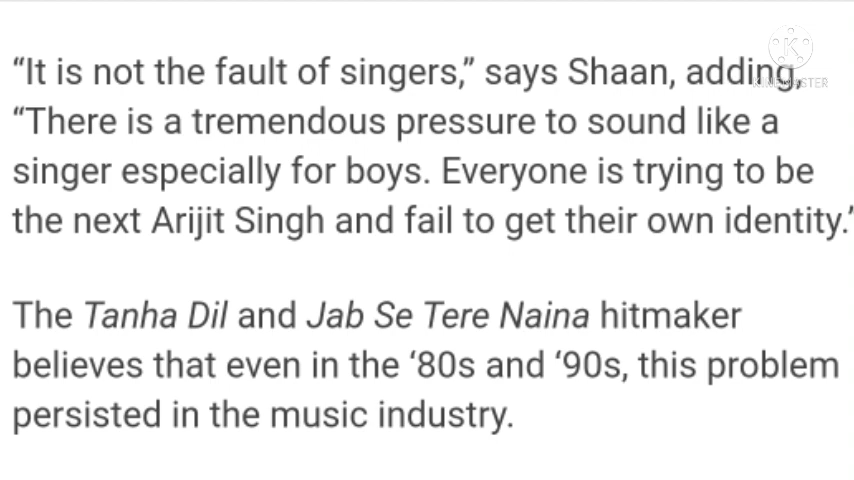 “It is not the fault of singers,” says Shaan, adding,
“There is a tremendous pressure to sound like a
singer especially for boys. Everyone is trying to be
the next Arijit Singh and fail to get their own identity.’
The Tanha Dil and Jab Se Tere Naina hitmaker
believes that even in the ‘80s and ‘90s, this problem
persisted in the music industry.
K
KINEMASTER